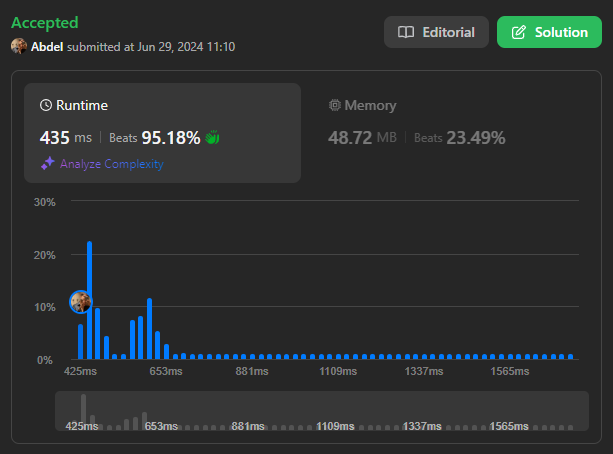 Accepted
Abdel submitted at Jun 29, 2024 11:10
Editorial
Solution
Runtime
435 ms | Beats 95.18%
Analyze Complexity
Memory
48.72 MB | Beats 23.49%
30%
20%
10%
0%
425ms 653ms 881ms 1109ms 1337ms 1565ms
425ms 653ms 881ms 1109ms 1337ms 1565ms